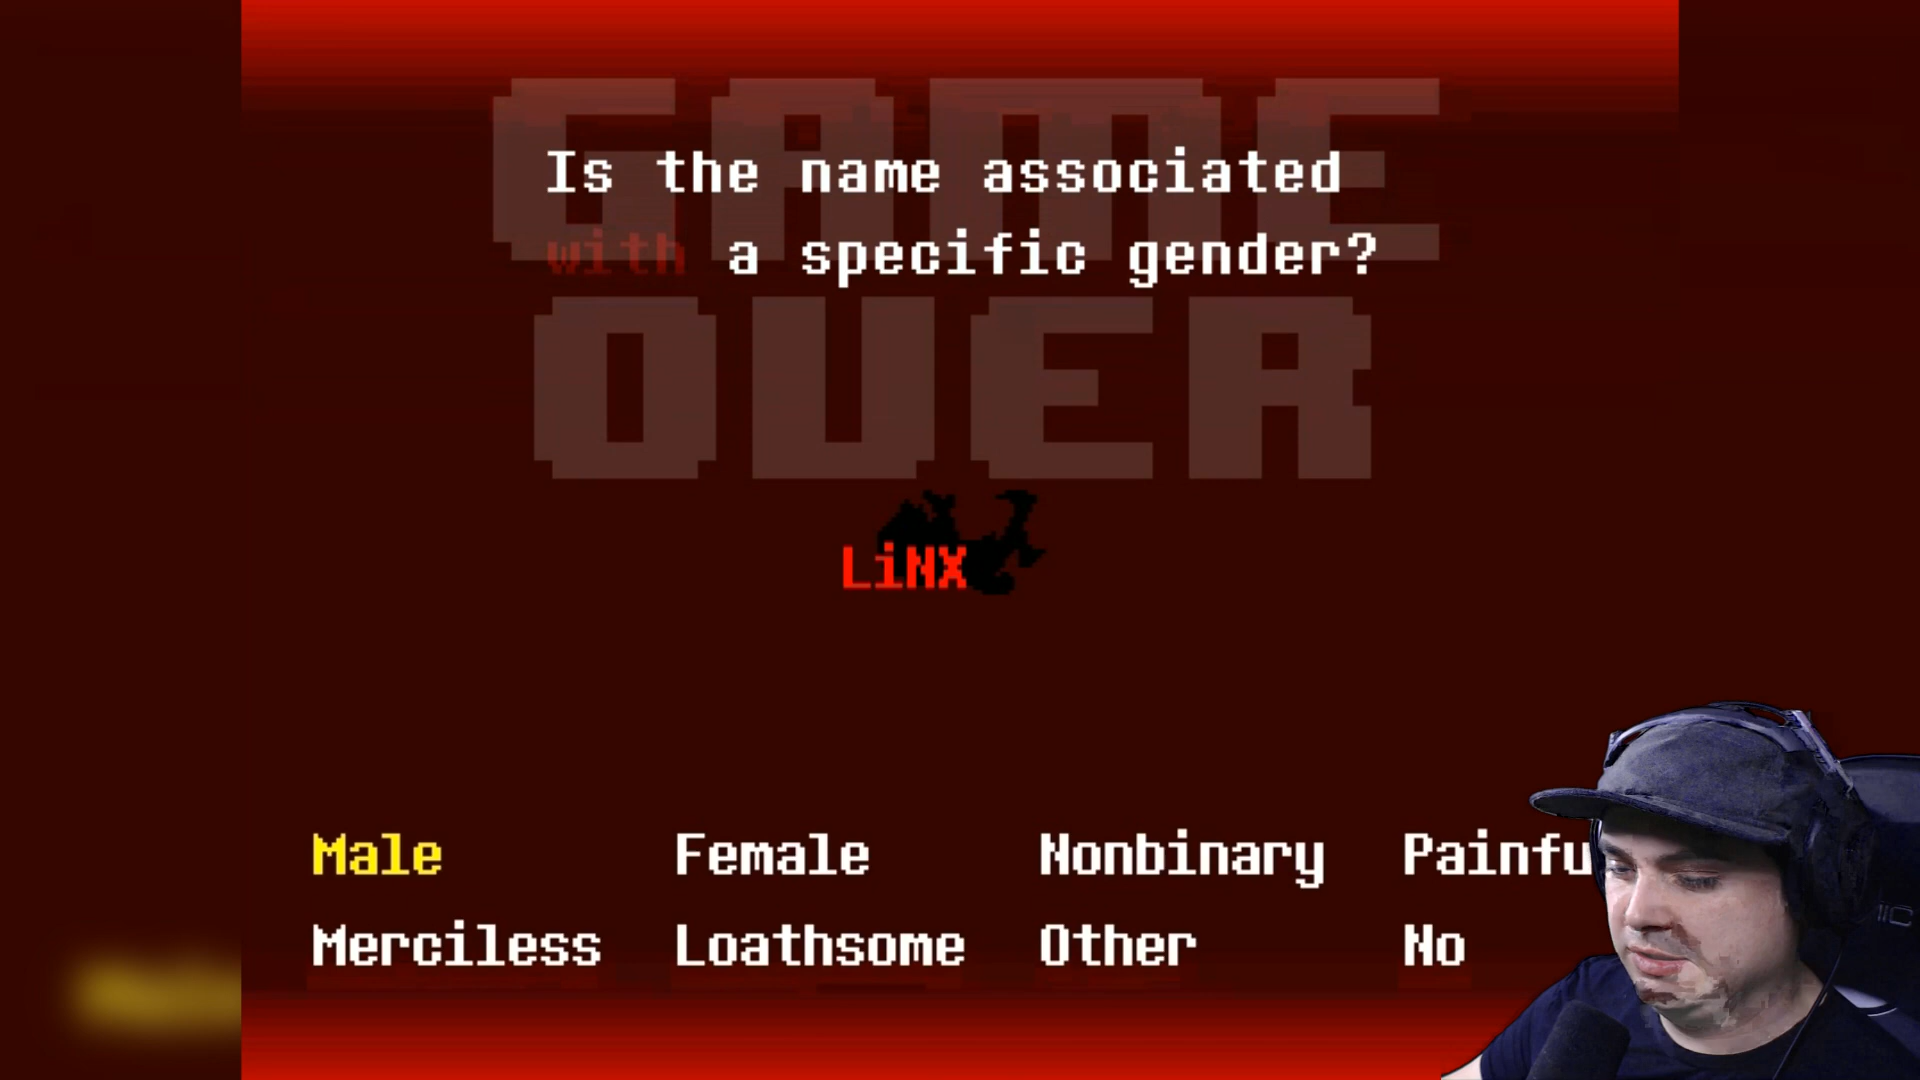 GAME
Is the name associated
with a specific gender?
OVER
LiNX
Male Female Nonbinary Painfu
Merciless Loathsome Other No